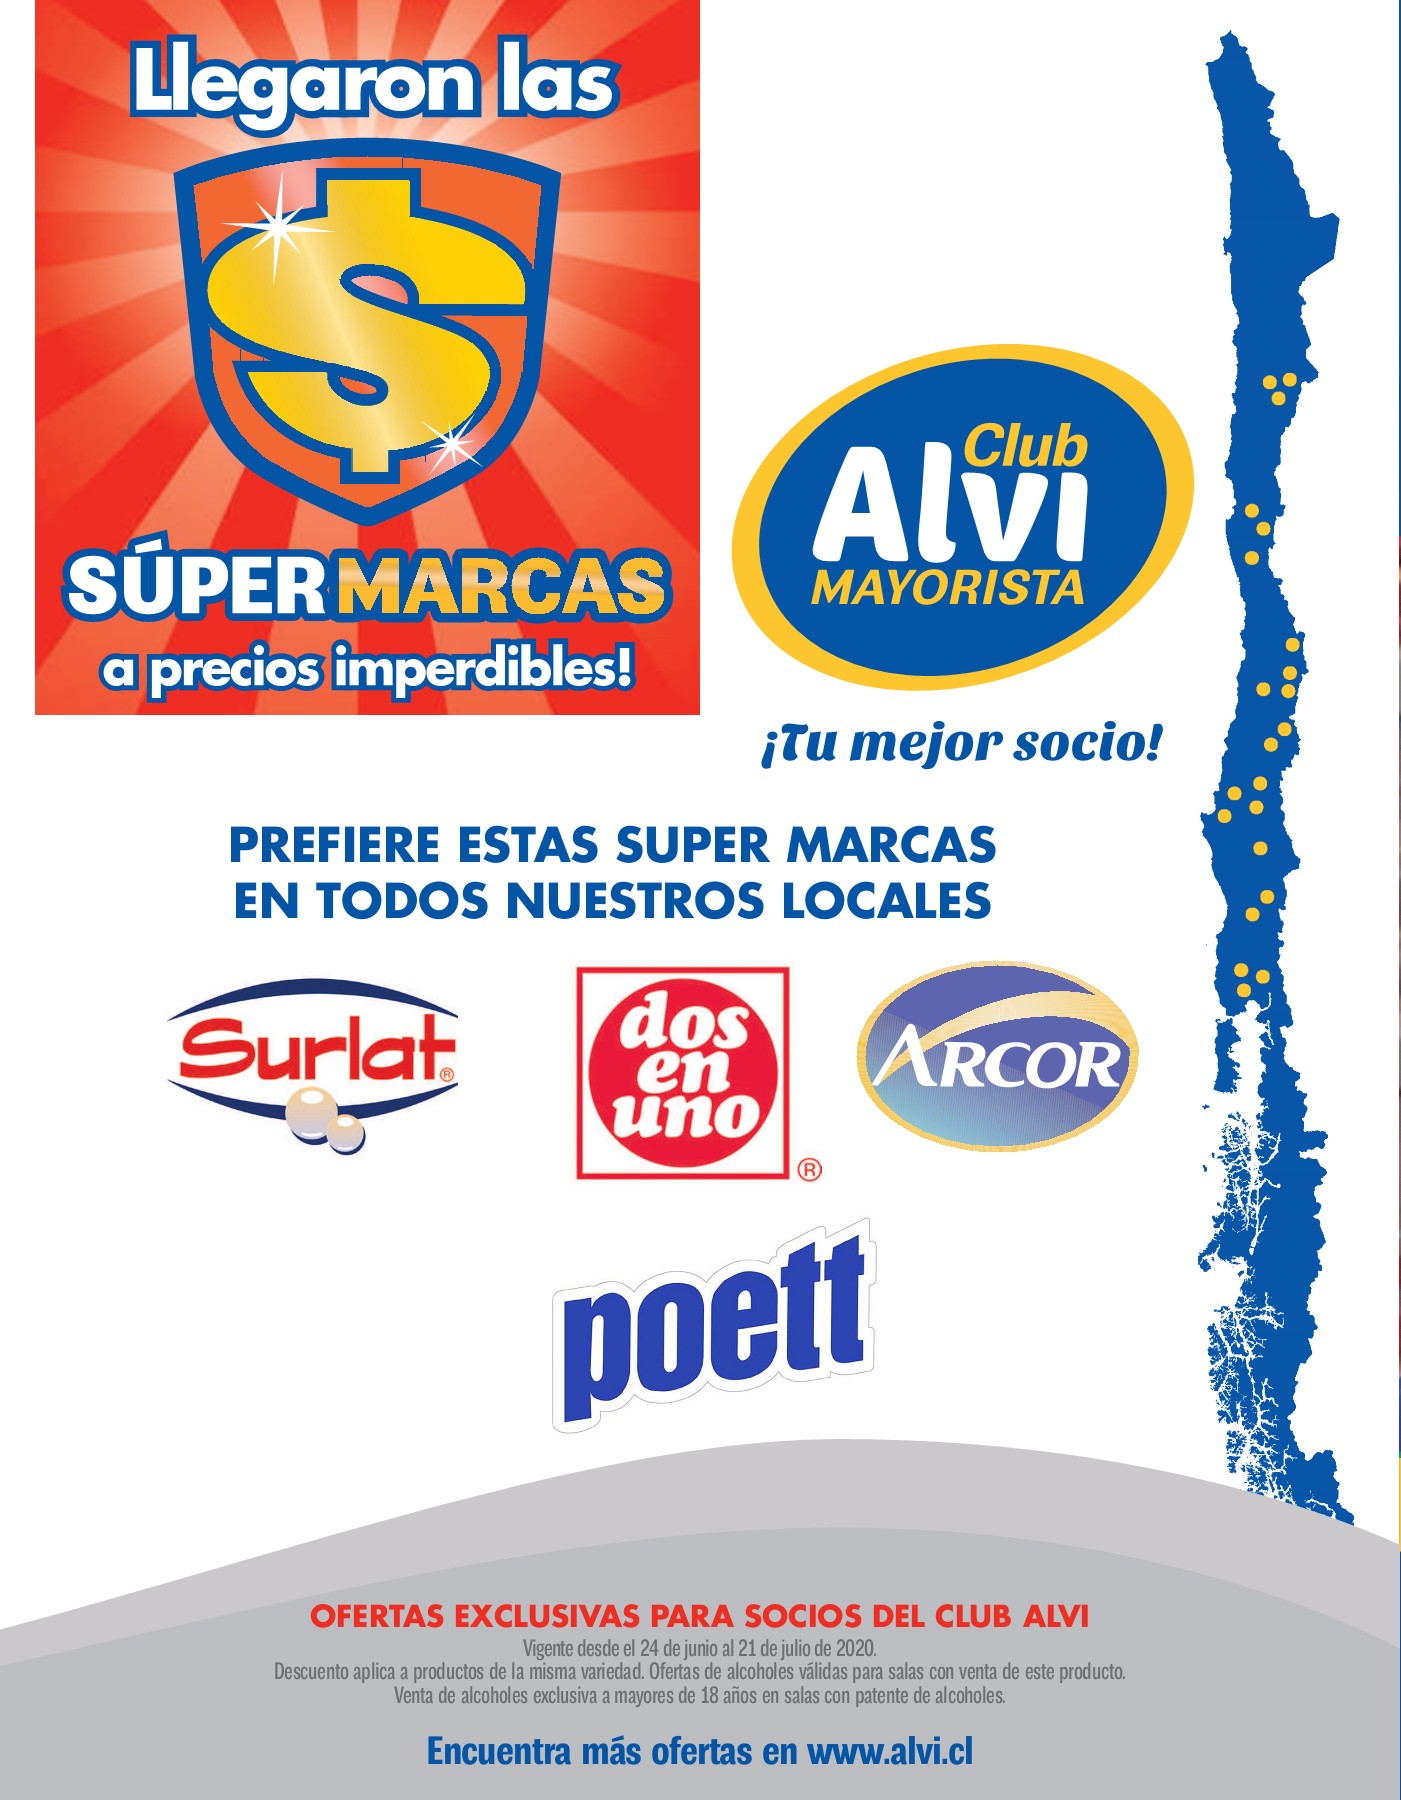 Llegaron las
SÚPER MARCAS
a precios imperdibles!
Club
Alvi
MAYORISTA
¡Tu mejor socio!
PREFIERE ESTAS SUPER MARCAS
EN TODOS NUESTROS LOCALES
Surlat®
dos
en
uno
®
ARCOR
poett
OFERTAS EXCLUSIVAS PARA SOCIOS DEL CLUB ALVI
Vigente desde el 24 de junio al 21 de julio de 2020.
Descuento aplica a productos de la misma variedad. Ofertas de alcoholes válidas para salas con venta de este producto.
Venta de alcoholes exclusiva a mayores de 18 años en salas con patente de alcoholes.
Encuentra más ofertas en www.alvi.cl